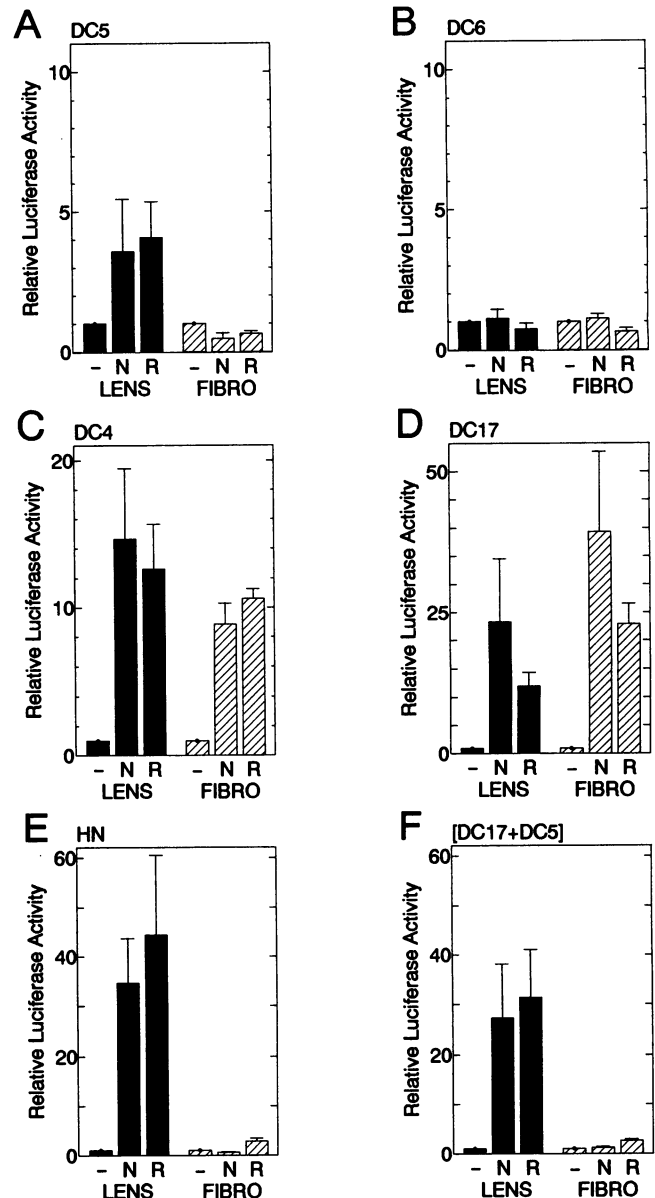 A DC5
10
5
0
Relative Luciferase Activity
– N R – N R
LENS FIBRO
B DC6
10
5
0
Relative Luciferase Activity
– N R – N R
LENS FIBRO
C DC4
20
10
0
Relative Luciferase Activity
– N R – N R
LENS FIBRO
D DC17
50
25
0
Relative Luciferase Activity
– N R – N R
LENS FIBRO
E HN
60
40
20
0
Relative Luciferase Activity
– N R – N R
LENS FIBRO
F [DC17+DC5]
60
40
20
0
Relative Luciferase Activity
– N R – N R
LENS FIBRO